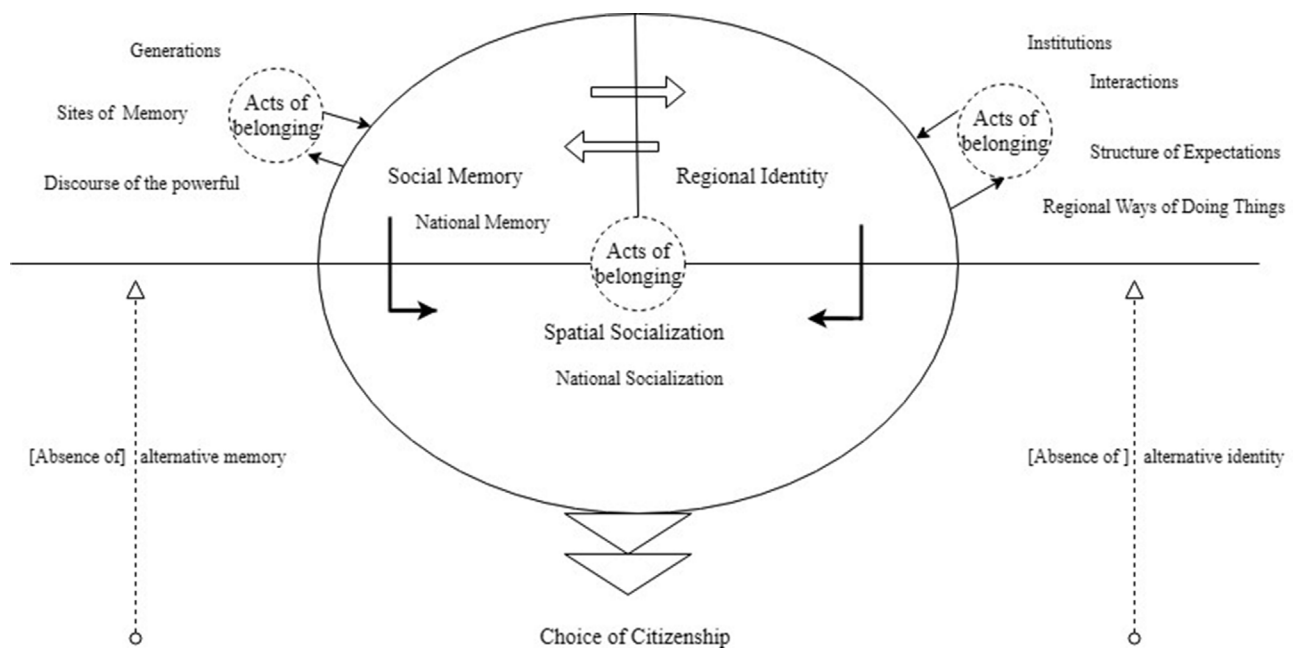 Generations
Institutions
Interactions
Acts of
belonging
Sites of Memory
Acts of
belonging
Structure of Expectations
Discourse of the powerful
Social Memory
Regional Identity
Regional Ways of Doing Things
National Memory
Acts of
belonging
Spatial Socialization
National Socialization
[Absence of] alternative memory
[Absence of ] alternative identity
Choice of Citizenship